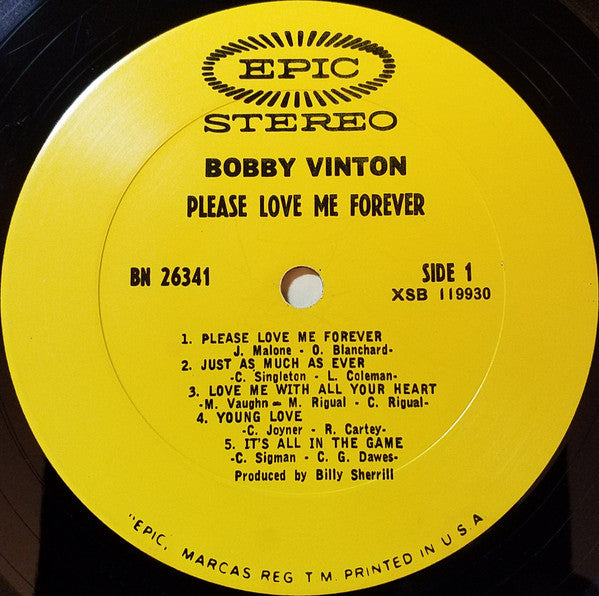 EPIC
STEREO
BOBBY VINTON
PLEASE LOVE ME FOREVER
BN 26341
SIDE 1
XSB 119930
1. PLEASE LOVE ME FOREVER
J. Malone - O. Blanchard-
2. JUST AS MUCH AS EVER
-C. Singleton - L. Coleman-
3. LOVE ME WITH ALL YOUR HEART
-M. Vaughn - M. Rigual - C. Rigual-
4. YOUNG LOVE
-C. Joyner - R. Cartey-
5. IT'S ALL IN THE GAME
-C. Sigman - C. G. Dawes-
Produced by Billy Sherrill
"EPIC, MARCAS REG T M. PRINTED IN U.S.A